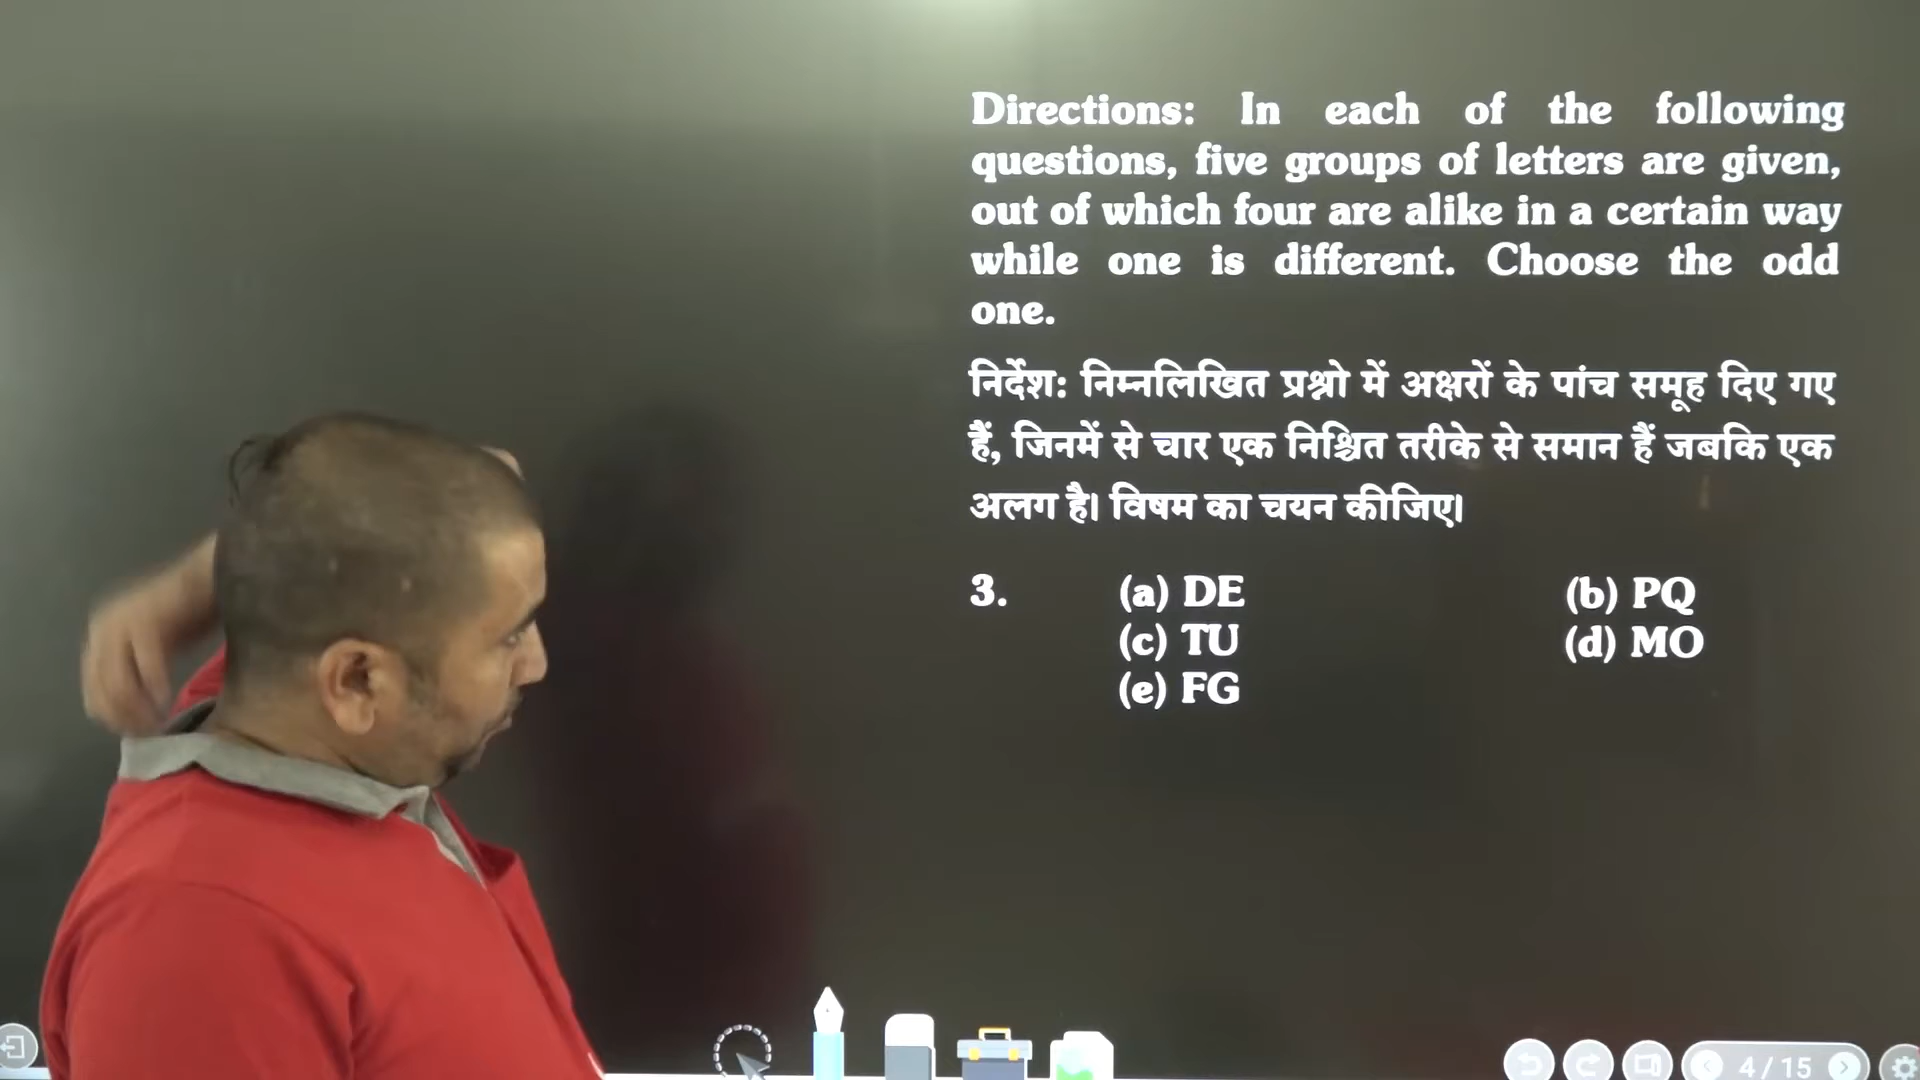 Directions: In each of the following
questions, five groups of letters are given,
out of which four are alike in a certain way
while one is different. Choose the odd
one.
निर्देश: निम्नलिखित प्रश्नो में अक्षरों के पांच समूह दिए गए
हैं, जिनमें से चार एक निश्चित तरीके से समान हैं जबकि एक
अलग है। विषम का चयन कीजिए।
3. (a) DE (b) PQ
(c) TU (d) MO
(e) FG
4 / 15